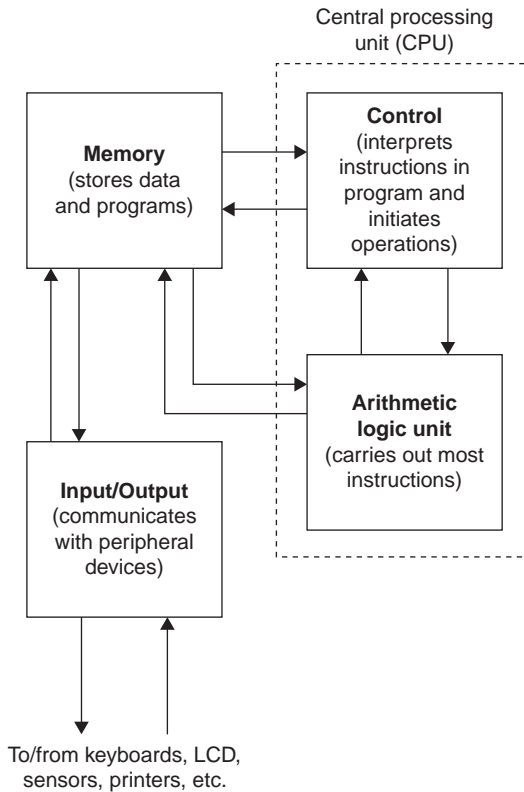 Central processing
unit (CPU)
Memory
(stores data
and programs)
Control
(interprets
instructions in
program and
initiates
operations)
Arithmetic
logic unit
(carries out most
instructions)
Input/Output
(communicates
with peripheral
devices)
To/from keyboards, LCD,
sensors, printers, etc.